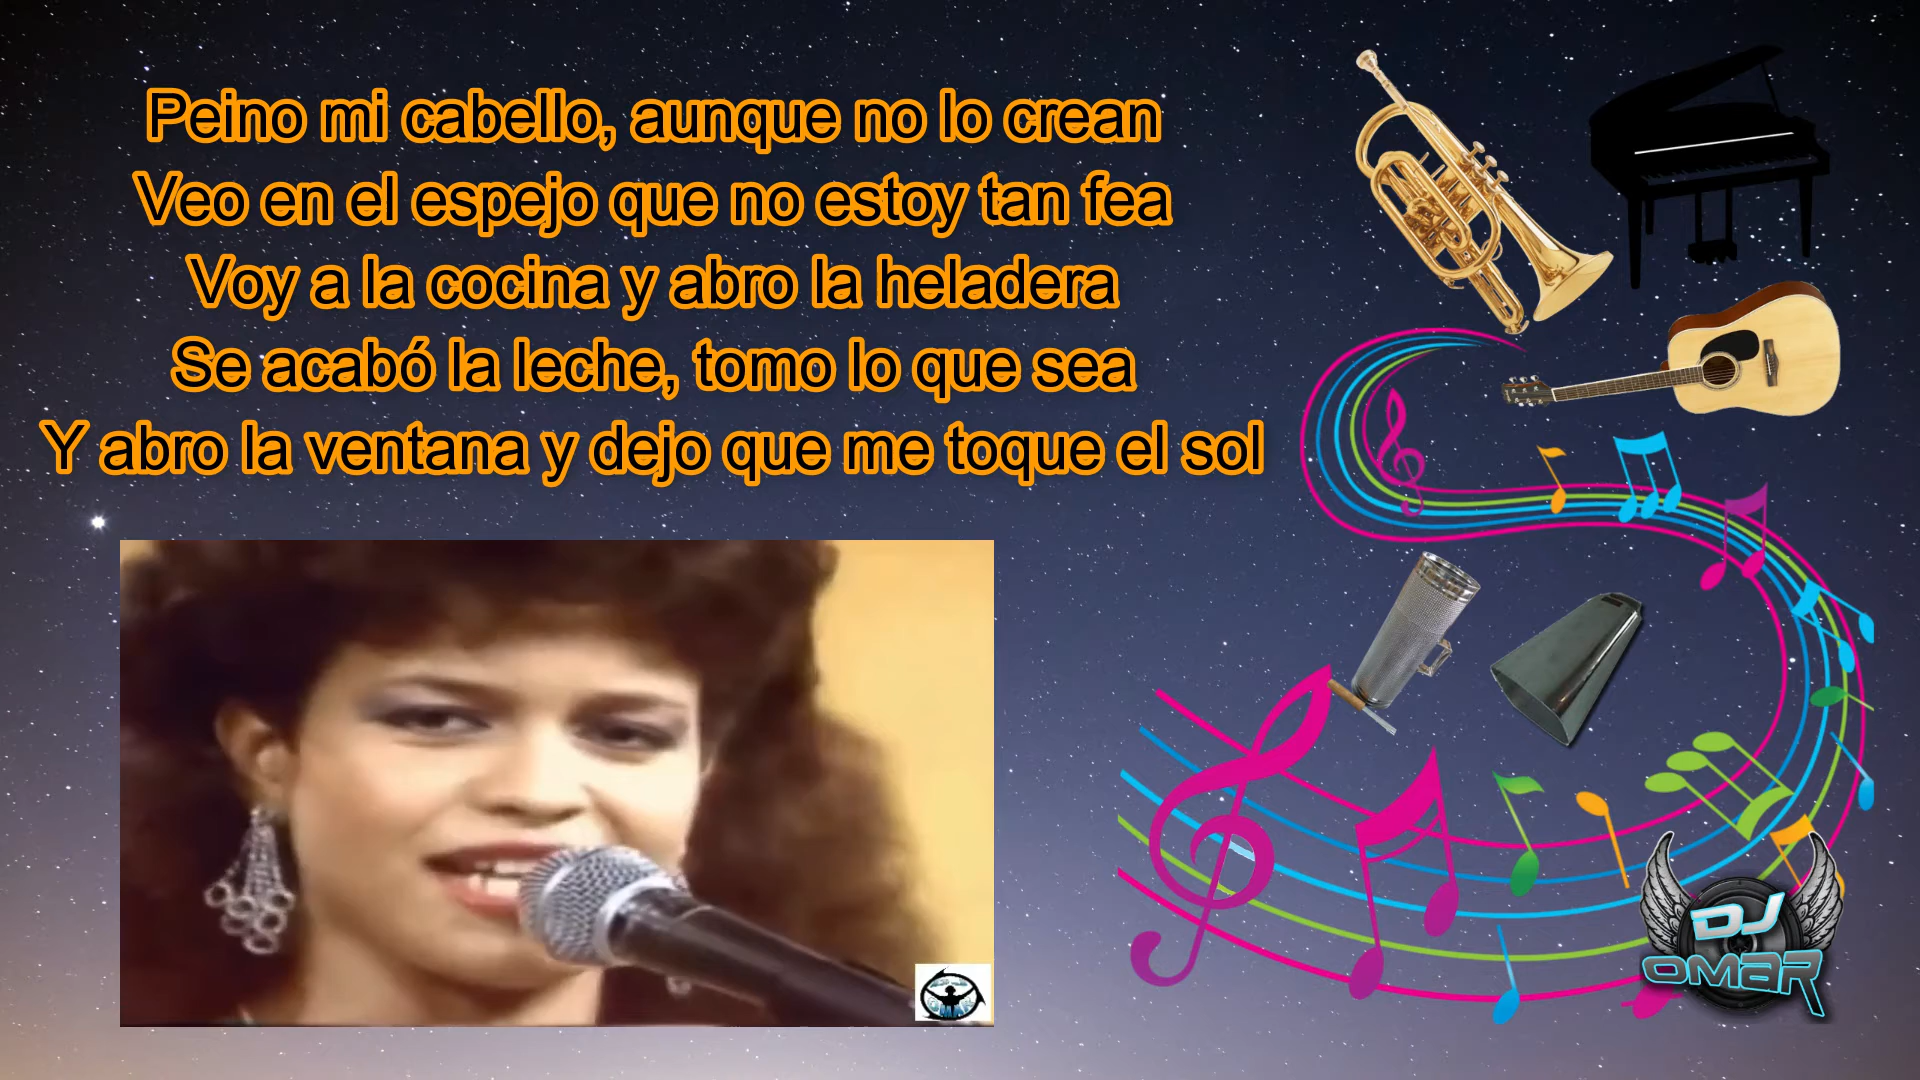 Peino mi cabello, aunque no lo crean
Veo en el espejo que no estoy tan fea
Voy a la cocina y abro la heladera
Se acabó la leche, tomo lo que sea
Y abro la ventana y dejo que me toque el sol
DJ
OMAR